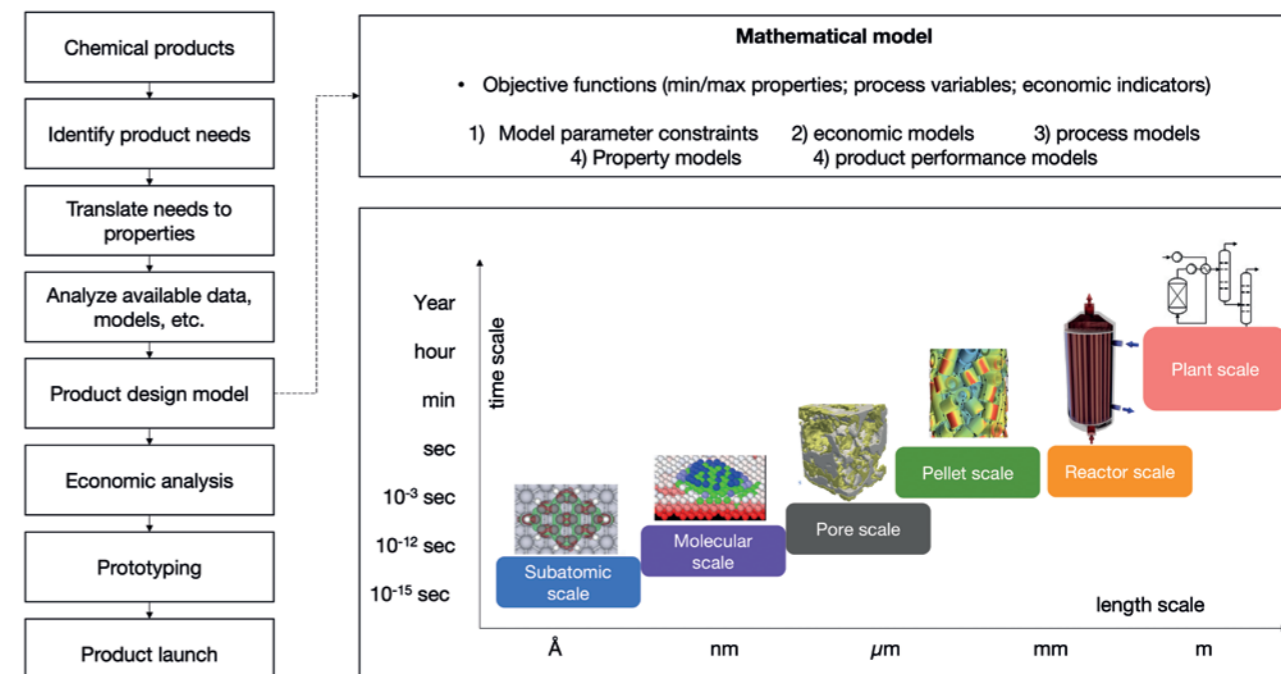 Chemical products
Identify product needs
Translate needs to
properties
Analyze available data,
models, etc.
Product design model
Economic analysis
Prototyping
Product launch
Mathematical model
• Objective functions (min/max properties; process variables; economic indicators)
1) Model parameter constraints 2) economic models 3) process models
4) Property models 4) product performance models
time scale
Year
hour
min
sec
10⁻³ sec
10⁻¹² sec
10⁻¹⁵ sec
Subatomic
scale
Molecular
scale
Pore scale
Pellet scale
Reactor scale
Plant scale
length scale
Å nm μm mm m